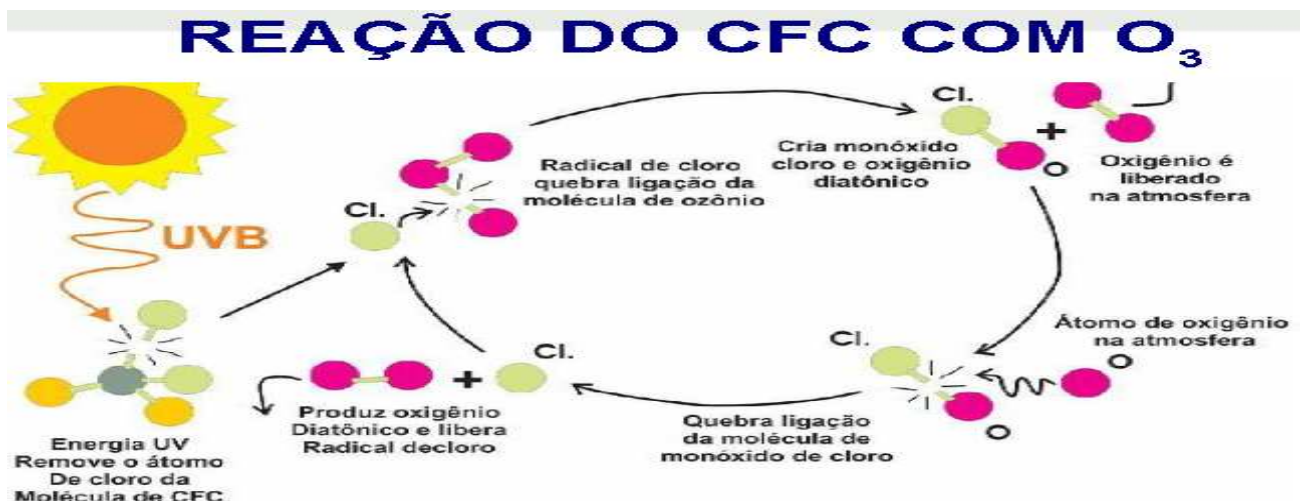 REAÇÃO DO CFC COM O₃
UVB
Energia UV
Remove o átomo
De cloro da
Molécula de CFC
Cl.
Radical de cloro
quebra ligação da
molécula de ozônio
Cl.
+
O
Cria monóxido
cloro e oxigênio
diatônico
Oxigênio é
liberado
na atmosfera
Átomo de oxigênio
na atmosfera
O
Cl.
O
Quebra ligação
da molécula de
monóxido de cloro
+
Cl.
Produz oxigênio
Diatônico e libera
Radical decloro